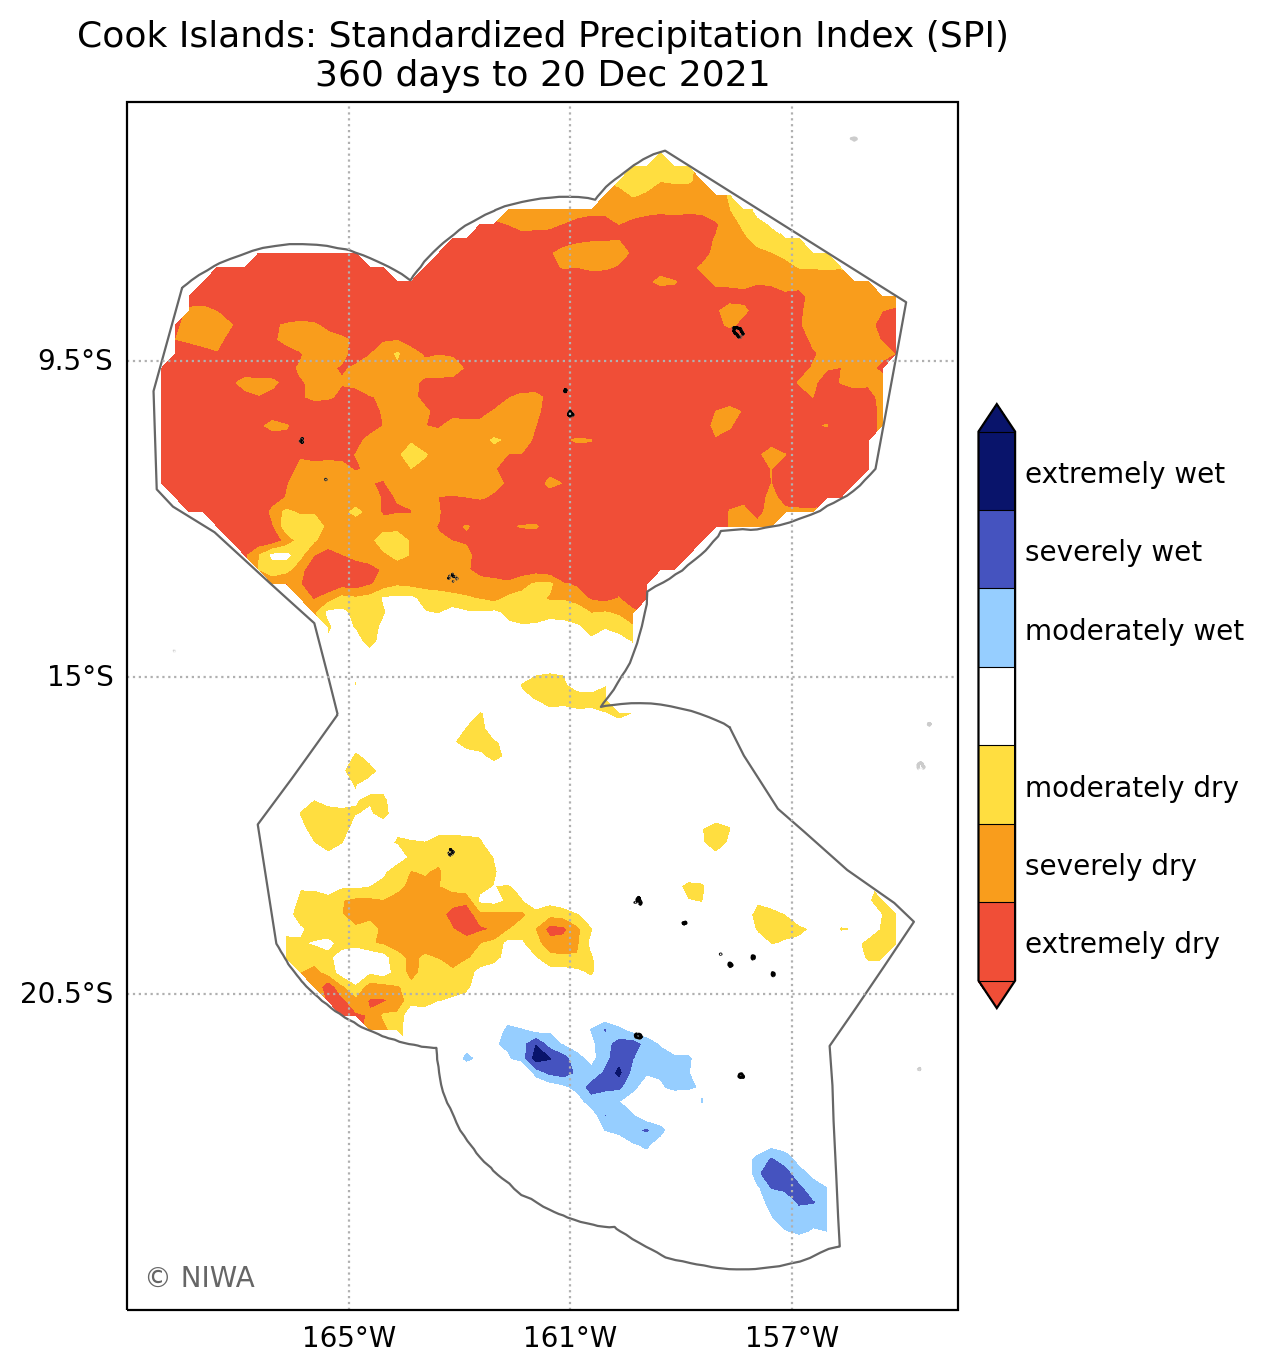 Cook Islands: Standardized Precipitation Index (SPI)
360 days to 20 Dec 2021
9.5°S
15°S
20.5°S
165°W
161°W
157°W
© NIWA
extremely wet
severely wet
moderately wet
moderately dry
severely dry
extremely dry